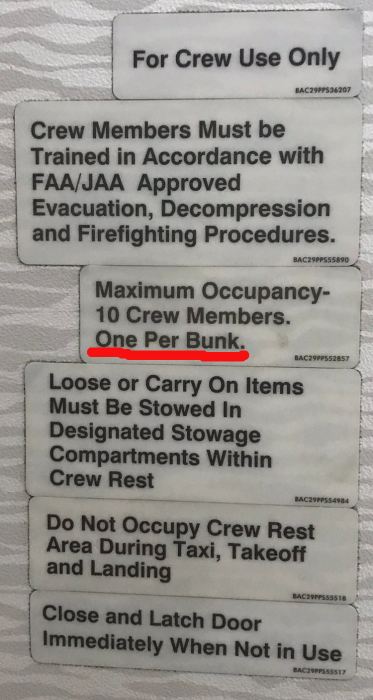 For Crew Use Only
BAC29PPS36207
Crew Members Must be
Trained in Accordance with
FAA/JAA Approved
Evacuation, Decompression
and Firefighting Procedures.
BAC29PPS55890
Maximum Occupancy-
10 Crew Members.
One Per Bunk.
BAC29PPS52857
Loose or Carry On Items
Must Be Stowed In
Designated Stowage
Compartments Within
Crew Rest
BAC29PPS54984
Do Not Occupy Crew Rest
Area During Taxi, Takeoff
and Landing
BAC29PPS55518
Close and Latch Door
Immediately When Not in Use
BAC29PPS55517